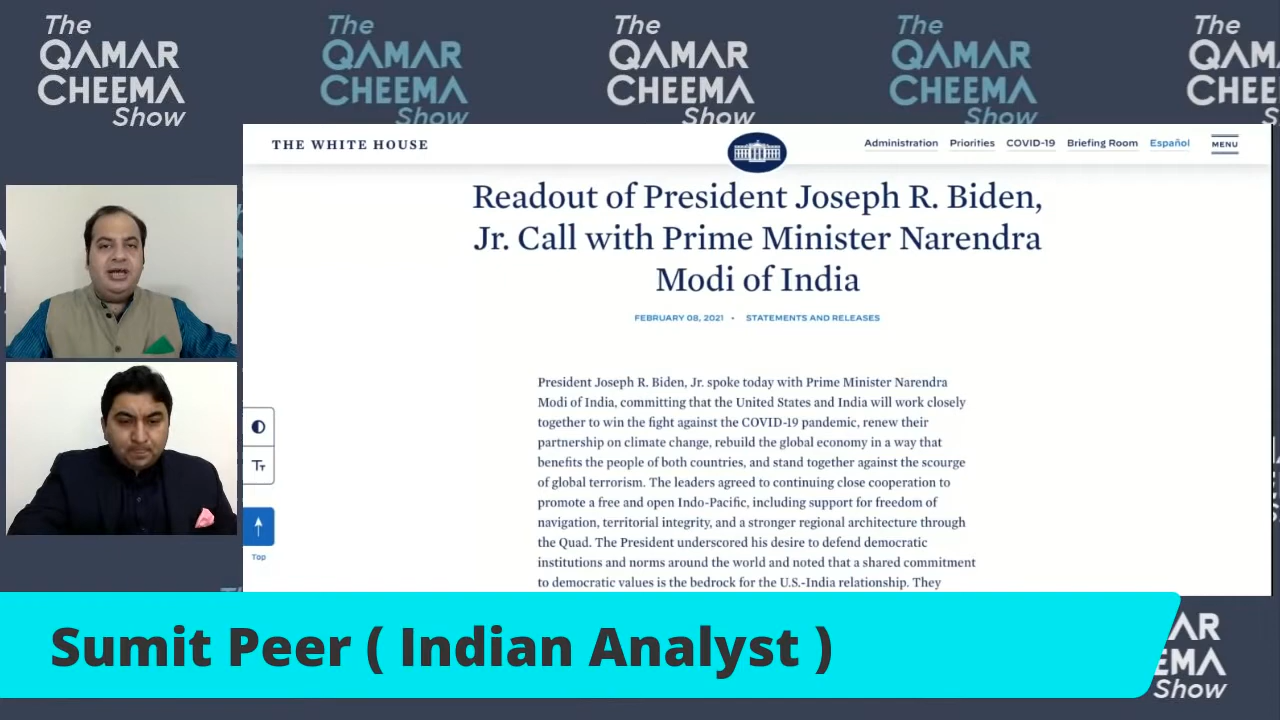 The
QAMAR
CHEEMA
Show
The
QAMAR
CHEEMA
Show
The
QAMAR
CHEEMA
Show
The
QAMAR
CHEEMA
Show
The
QAMA
CHEE
Show
THE WHITE HOUSE
Administration Priorities COVID-19 Briefing Room Español MENU
Readout of President Joseph R. Biden,
Jr. Call with Prime Minister Narendra
Modi of India
FEBRUARY 08, 2021 • STATEMENTS AND RELEASES
President Joseph R. Biden, Jr. spoke today with Prime Minister Narendra
Modi of India, committing that the United States and India will work closely
together to win the fight against the COVID-19 pandemic, renew their
partnership on climate change, rebuild the global economy in a way that
benefits the people of both countries, and stand together against the scourge
of global terrorism. The leaders agreed to continuing close cooperation to
promote a free and open Indo-Pacific, including support for freedom of
navigation, territorial integrity, and a stronger regional architecture through
the Quad. The President underscored his desire to defend democratic
institutions and norms around the world and noted that a shared commitment
to democratic values is the bedrock for the U.S.-India relationship. They
TT
Top
Sumit Peer ( Indian Analyst )
AR
EMA
Show